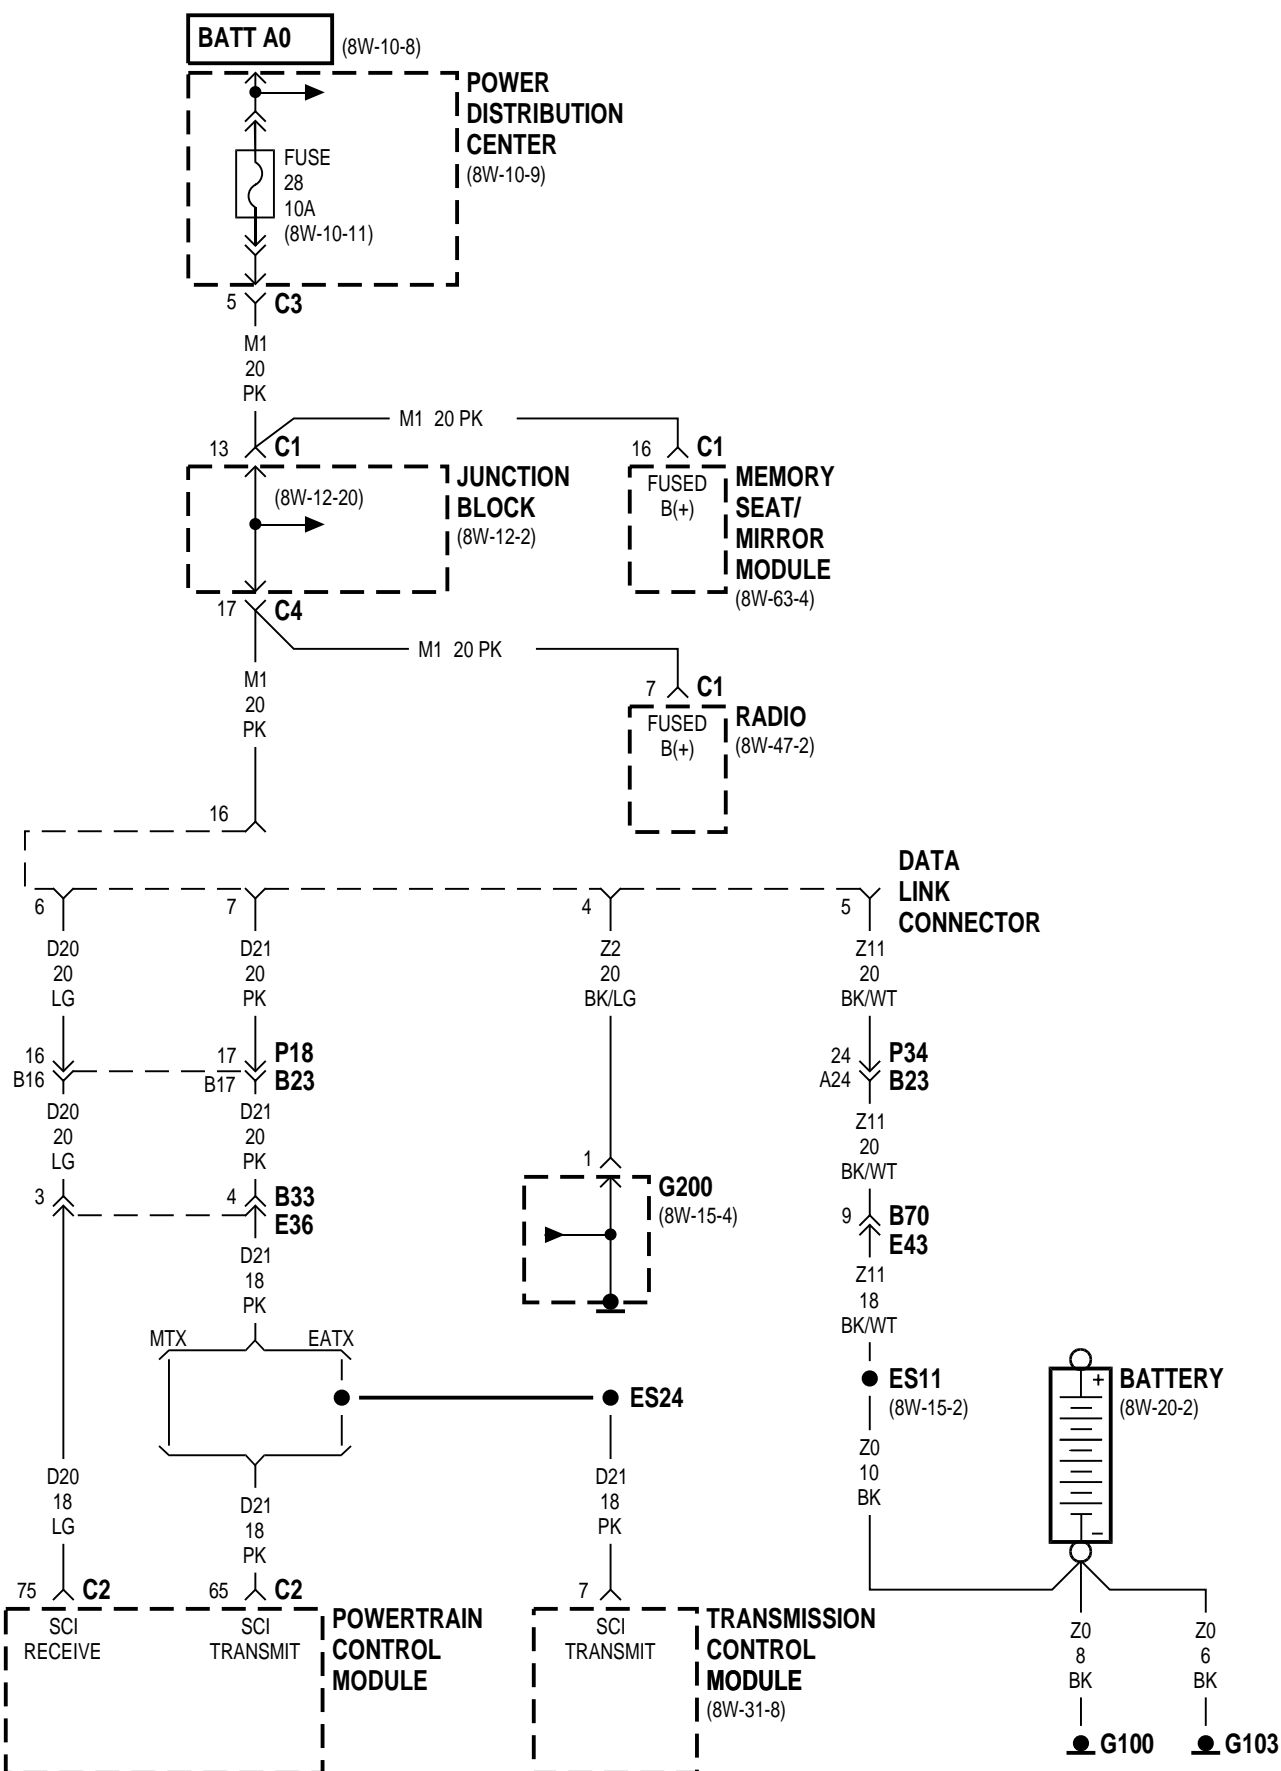 BATT A0
(8W-10-8)
POWER
DISTRIBUTION
CENTER
(8W-10-9)
FUSE
28
10A
(8W-10-11)
5 C3
M1
20
PK
M1 20 PK
13 C1
16 C1
(8W-12-20)
JUNCTION
BLOCK
(8W-12-2)
FUSED
B(+)
MEMORY
SEAT/
MIRROR
MODULE
(8W-63-4)
17 C4
M1 20 PK
M1
20
PK
7 C1
FUSED
B(+)
RADIO
(8W-47-2)
16
DATA
LINK
CONNECTOR
6 7 4 5
D20
20
LG
D21
20
PK
Z2
20
BK/LG
Z11
20
BK/WT
16 17 P18
B16 B17 B23
24 P34
A24 B23
D20
20
LG
D21
20
PK
Z11
20
BK/WT
3 4 B33
E36
1
G200
(8W-15-4)
9 B70
E43
D21
18
PK
Z11
18
BK/WT
MTX EATX
ES24
ES11
(8W-15-2)
+
BATTERY
(8W-20-2)
–
D20
18
LG
D21
18
PK
D21
18
PK
Z0
10
BK
75 C2
65 C2
7
SCI
RECEIVE
SCI
TRANSMIT
POWERTRAIN
CONTROL
MODULE
SCI
TRANSMIT
TRANSMISSION
CONTROL
MODULE
(8W-31-8)
Z0
8
BK
Z0
6
BK
G100
G103